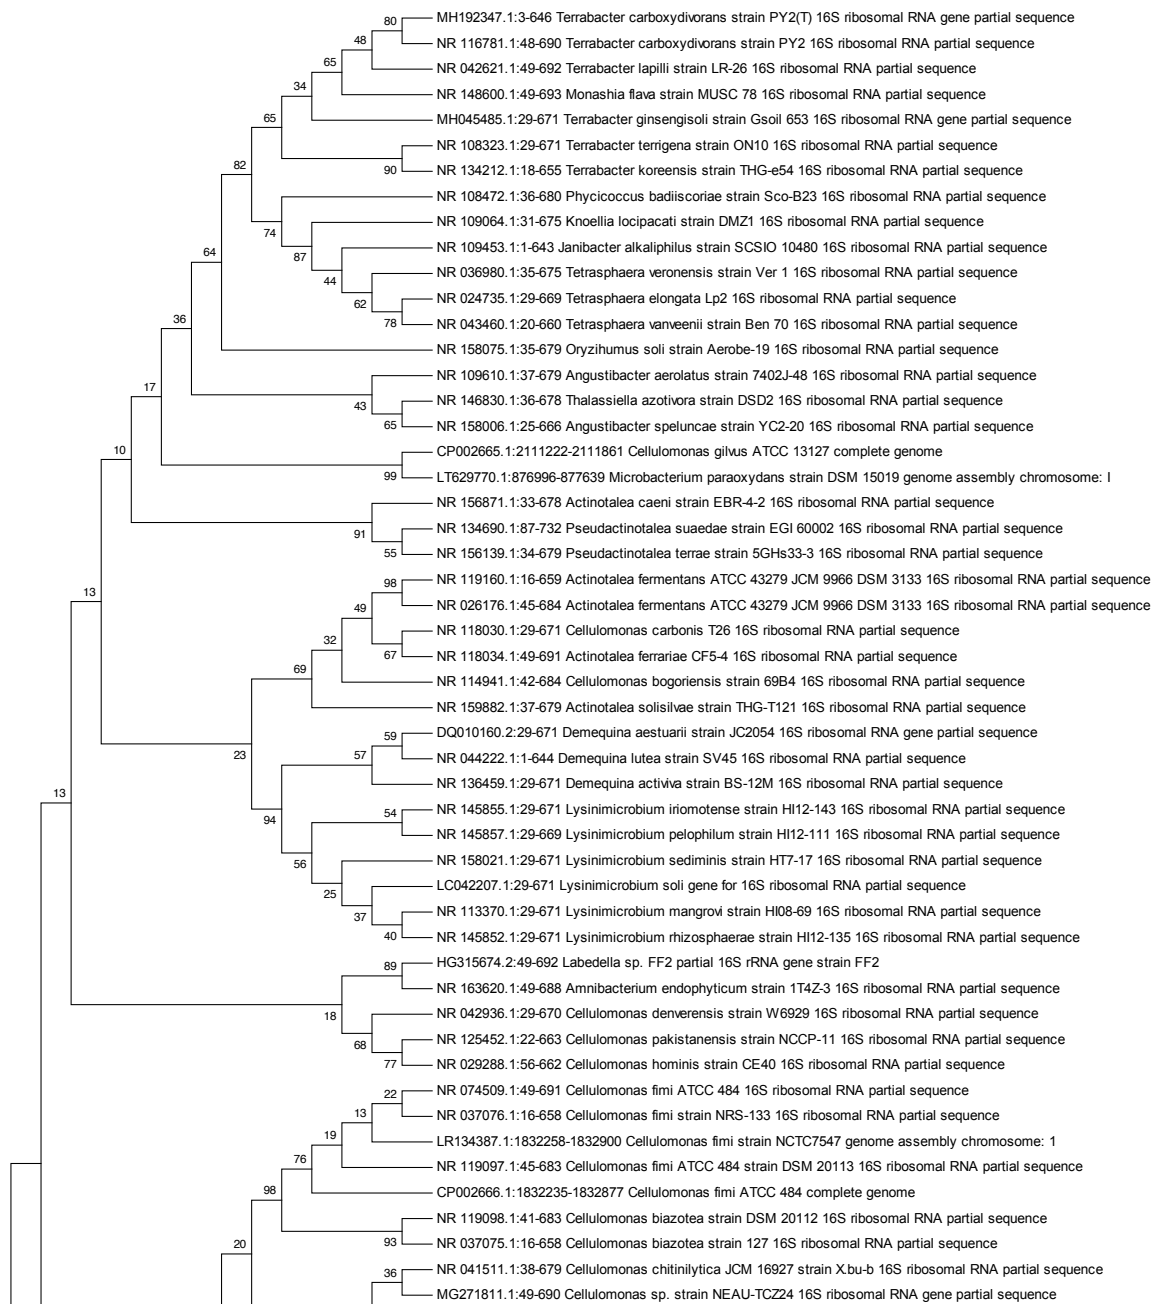 MH192347.1:3-646 Terrabacter carboxydivorans strain PY2(T) 16S ribosomal RNA gene partial sequence
80
NR 116781.1:48-690 Terrabacter carboxydivorans strain PY2 16S ribosomal RNA partial sequence
48
NR 042621.1:49-692 Terrabacter lapilli strain LR-26 16S ribosomal RNA partial sequence
65
NR 148600.1:49-693 Monashia flava strain MUSC 78 16S ribosomal RNA partial sequence
34
MH045485.1:29-671 Terrabacter ginsengisoli strain Gsoil 653 16S ribosomal RNA gene partial sequence
65
NR 108323.1:29-671 Terrabacter terrigena strain ON10 16S ribosomal RNA partial sequence
82
NR 134212.1:18-655 Terrabacter koreensis strain THG-e54 16S ribosomal RNA partial sequence
90
NR 108472.1:36-680 Phycicoccus badiiscoriae strain Sco-B23 16S ribosomal RNA partial sequence
NR 109064.1:31-675 Knoellia locipacati strain DMZ1 16S ribosomal RNA partial sequence
74
NR 109453.1:1-643 Janibacter alkaliphilus strain SCSIO 10480 16S ribosomal RNA partial sequence
64
87
NR 036980.1:35-675 Tetrasphaera veronensis strain Ver 1 16S ribosomal RNA partial sequence
44
NR 024735.1:29-669 Tetrasphaera elongata Lp2 16S ribosomal RNA partial sequence
62
NR 043460.1:20-660 Tetrasphaera vanveenii strain Ben 70 16S ribosomal RNA partial sequence
36
78
NR 158075.1:35-679 Oryzihumus soli strain Aerobe-19 16S ribosomal RNA partial sequence
NR 109610.1:37-679 Angustibacter aerolatus strain 7402J-48 16S ribosomal RNA partial sequence
17
NR 146830.1:36-678 Thalassiella azotivora strain DSD2 16S ribosomal RNA partial sequence
43
NR 158006.1:25-666 Angustibacter speluncae strain YC2-20 16S ribosomal RNA partial sequence
65
10
CP002665.1:2111222-2111861 Cellulomonas gilvus ATCC 13127 complete genome
LT629770.1:876996-877639 Microbacterium paraoxydans strain DSM 15019 genome assembly chromosome: I
99
NR 156871.1:33-678 Actinotalea caeni strain EBR-4-2 16S ribosomal RNA partial sequence
NR 134690.1:87-732 Pseudactinotalea suaedae strain EGI 60002 16S ribosomal RNA partial sequence
91
NR 156139.1:34-679 Pseudactinotalea terrae strain 5GHs33-3 16S ribosomal RNA partial sequence
55
NR 119160.1:16-659 Actinotalea fermentans ATCC 43279 JCM 9966 DSM 3133 16S ribosomal RNA partial sequence
98
13
NR 026176.1:45-684 Actinotalea fermentans ATCC 43279 JCM 9966 DSM 3133 16S ribosomal RNA partial sequence
49
NR 118030.1:29-671 Cellulomonas carbonis T26 16S ribosomal RNA partial sequence
32
NR 118034.1:49-691 Actinotalea ferrariae CF5-4 16S ribosomal RNA partial sequence
67
69
NR 114941.1:42-684 Cellulomonas bogoriensis strain 69B4 16S ribosomal RNA partial sequence
NR 159882.1:37-679 Actinotalea solisilvae strain THG-T121 16S ribosomal RNA partial sequence
DQ010160.2:29-671 Demequina aestuarii strain JC2054 16S ribosomal RNA gene partial sequence
59
23
57
NR 044222.1:1-644 Demequina lutea strain SV45 16S ribosomal RNA partial sequence
NR 136459.1:29-671 Demequina activiva strain BS-12M 16S ribosomal RNA partial sequence
13
NR 145855.1:29-671 Lysinimicrobium iriomotense strain HI12-143 16S ribosomal RNA partial sequence
54
94
NR 145857.1:29-669 Lysinimicrobium pelophilum strain HI12-111 16S ribosomal RNA partial sequence
NR 158021.1:29-671 Lysinimicrobium sediminis strain HT7-17 16S ribosomal RNA partial sequence
56
LC042207.1:29-671 Lysinimicrobium soli gene for 16S ribosomal RNA partial sequence
25
NR 113370.1:29-671 Lysinimicrobium mangrovi strain HI08-69 16S ribosomal RNA partial sequence
37
NR 145852.1:29-671 Lysinimicrobium rhizosphaerae strain HI12-135 16S ribosomal RNA partial sequence
40
HG315674.2:49-692 Labedella sp. FF2 partial 16S rRNA gene strain FF2
89
NR 163620.1:49-688 Amnibacterium endophyticum strain 1T4Z-3 16S ribosomal RNA partial sequence
NR 042936.1:29-670 Cellulomonas denverensis strain W6929 16S ribosomal RNA partial sequence
18
NR 125452.1:22-663 Cellulomonas pakistanensis strain NCCP-11 16S ribosomal RNA partial sequence
68
NR 029288.1:56-662 Cellulomonas hominis strain CE40 16S ribosomal RNA partial sequence
77
NR 074509.1:49-691 Cellulomonas fimi ATCC 484 16S ribosomal RNA partial sequence
22
NR 037076.1:16-658 Cellulomonas fimi strain NRS-133 16S ribosomal RNA partial sequence
13
LR134387.1:1832258-1832900 Cellulomonas fimi strain NCTC7547 genome assembly chromosome: 1
19
NR 119097.1:45-683 Cellulomonas fimi ATCC 484 strain DSM 20113 16S ribosomal RNA partial sequence
76
CP002666.1:1832235-1832877 Cellulomonas fimi ATCC 484 complete genome
98
NR 119098.1:41-683 Cellulomonas biazotea strain DSM 20112 16S ribosomal RNA partial sequence
NR 037075.1:16-658 Cellulomonas biazotea strain 127 16S ribosomal RNA partial sequence
93
20
NR 041511.1:38-679 Cellulomonas chitinilytica JCM 16927 strain X.bu-b 16S ribosomal RNA partial sequence
36
MG271811.1:49-690 Cellulomonas sp. strain NEAU-TCZ24 16S ribosomal RNA gene partial sequence